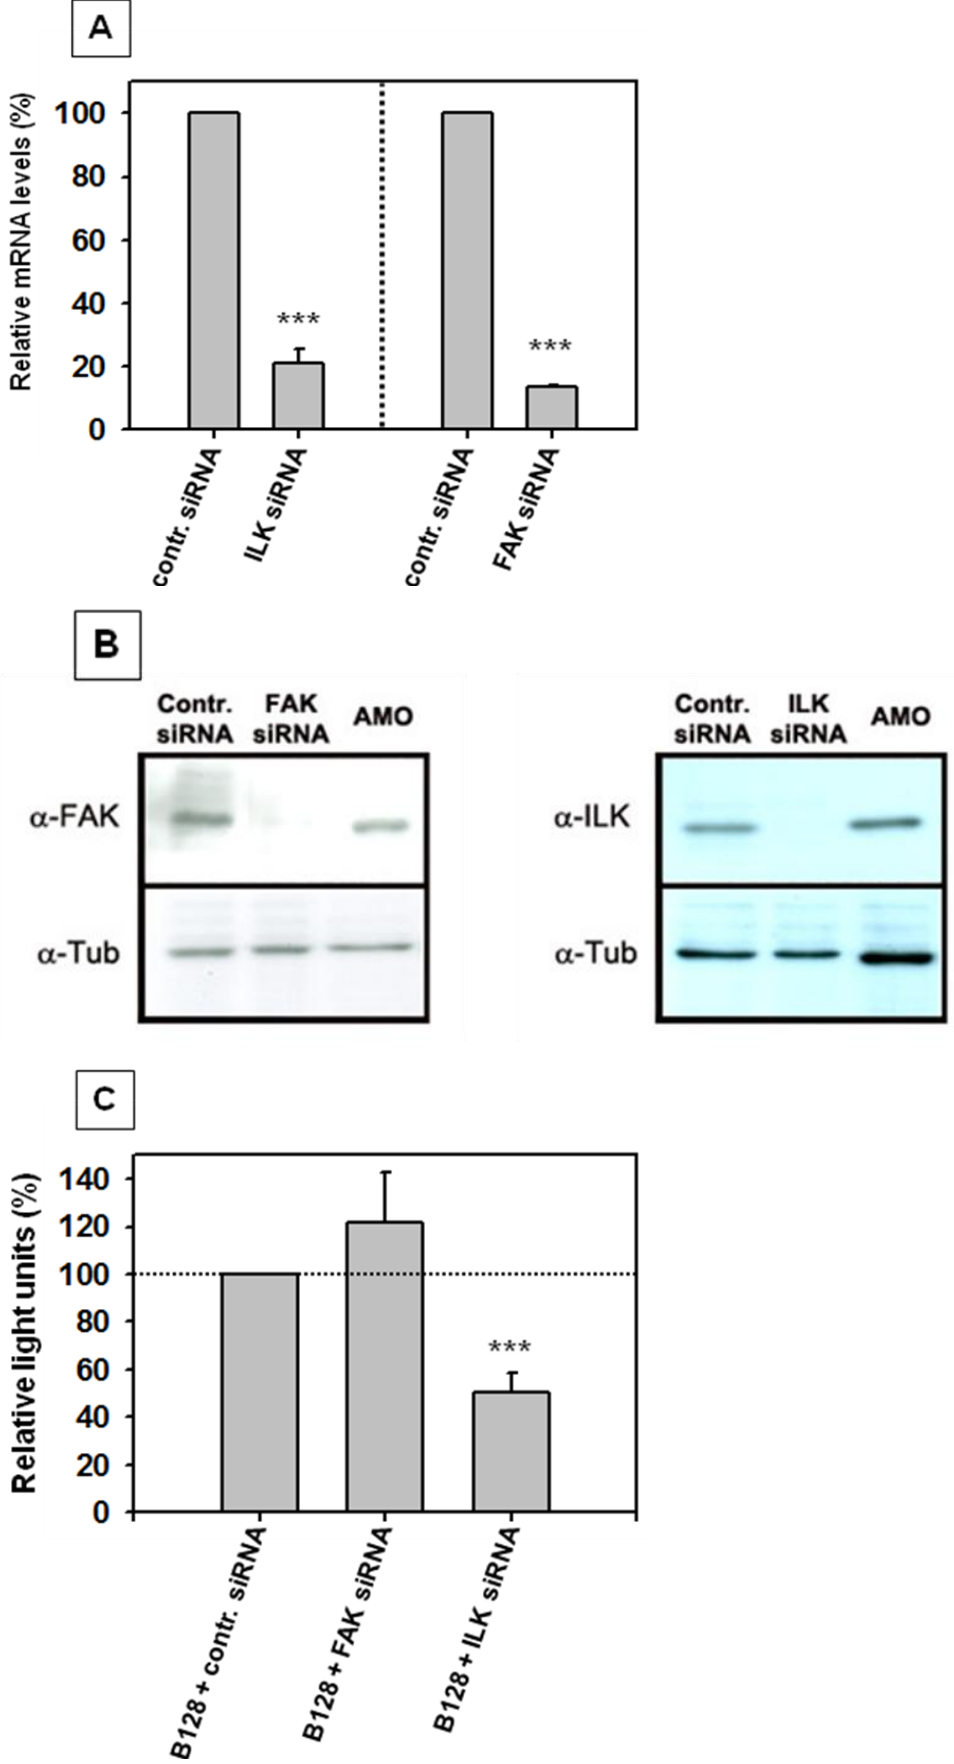 A
Relative mRNA levels (%)
100
80
60
40
20
0
***
***
contr. siRNA
ILK siRNA
contr. siRNA
FAK siRNA
B
Contr. siRNA
FAK siRNA
AMO
α-FAK
α-Tub
Contr. siRNA
ILK siRNA
AMO
α-ILK
α-Tub
C
Relative light units (%)
140
120
100
80
60
40
20
0
***
B128 + contr. siRNA
B128 + FAK siRNA
B128 + ILK siRNA